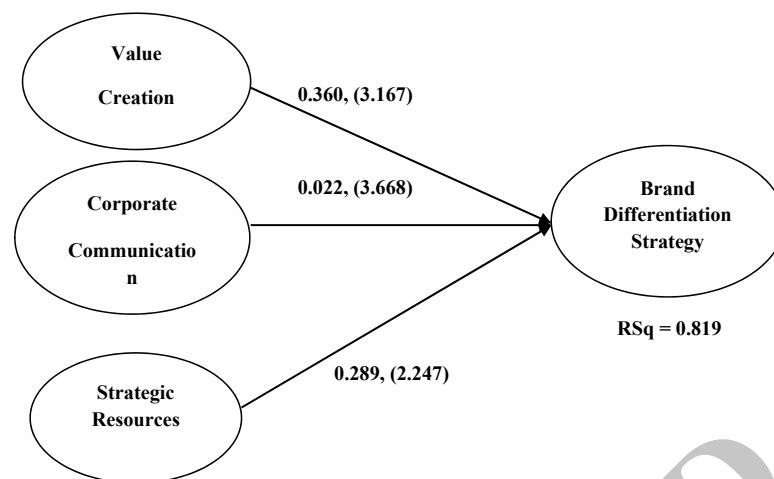 Value
Creation
0.360, (3.167)
Corporate
Communicatio
n
0.022, (3.668)
Brand
Differentiation
Strategy
RSq = 0.819
Strategic
Resources
0.289, (2.247)